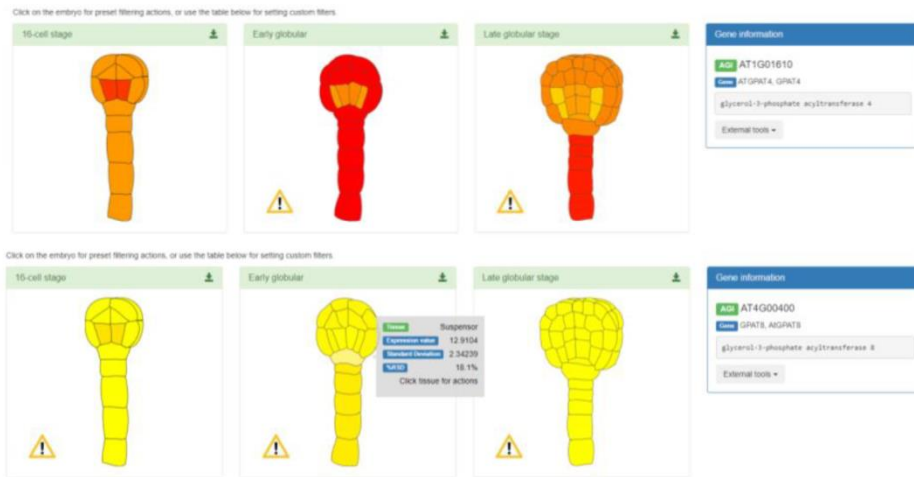 Click on the embryo for preset filtering actions, or use the table below for setting custom filters.
16-cell stage
Early globular
Late globular stage
Gene information
AGI AT1G01610
Gene ATGPAT4, GPAT4
glycerol-3-phosphate acyltransferase 4
External tools
Click on the embryo for preset filtering actions, or use the table below for setting custom filters.
16-cell stage
Early globular
Late globular stage
Gene information
AGI AT4G00400
Gene GPAT8, AtGPAT8
glycerol-3-phosphate acyltransferase 8
External tools
Tissue Suspensor
Expression value 12.9104
Standard Deviation 2.34239
%RSD 18.1%
Click tissue for actions